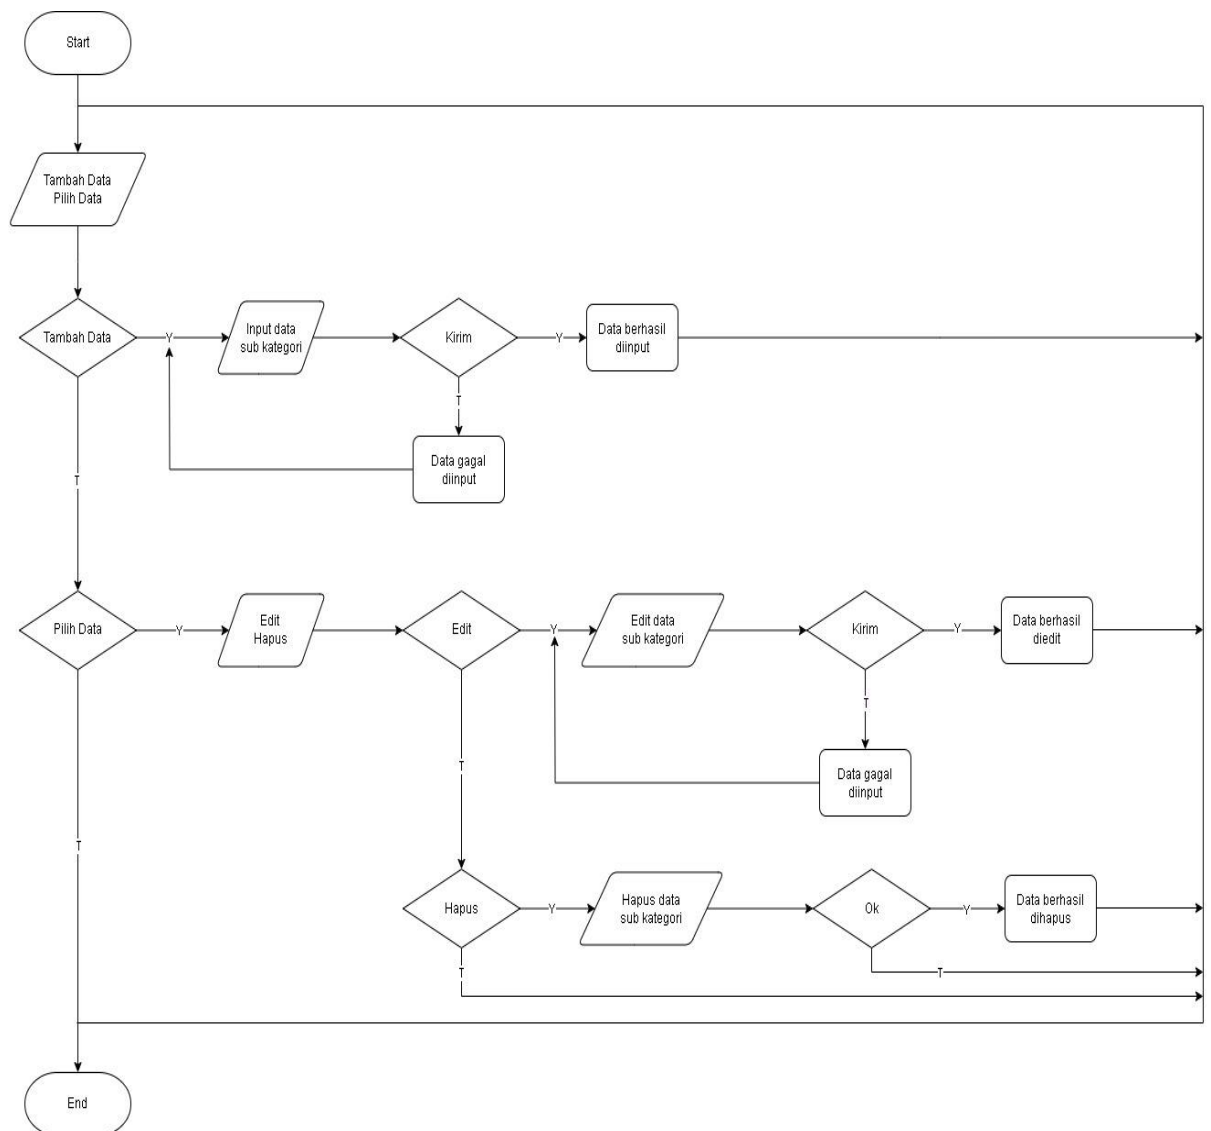 Start
Tambah Data
Pilih Data
Tambah Data
Y
Input data
sub kategori
Kirim
Y
Data berhasil
diinput
T
Data gagal
diinput
T
Pilih Data
Y
Edit
Hapus
Edit
Y
Edit data
sub kategori
Kirim
Y
Data berhasil
diedit
T
Data gagal
diinput
T
T
Hapus
Y
Hapus data
sub kategori
Ok
Y
Data berhasil
dihapus
T
T
End